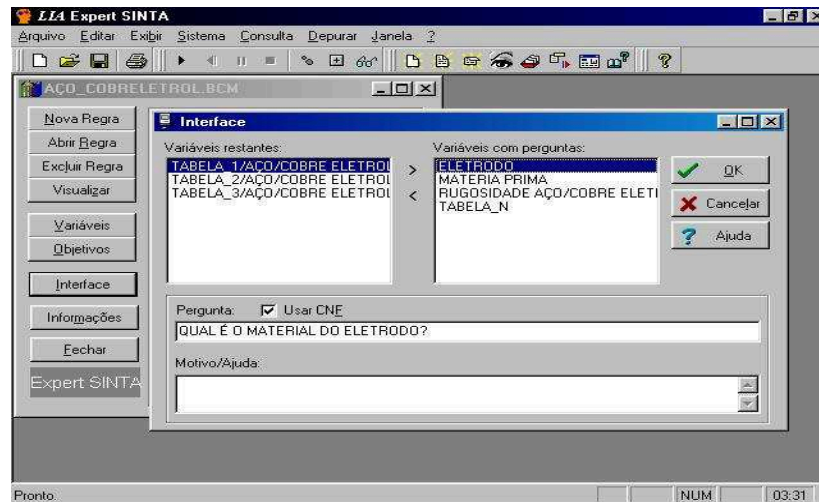 LIA Expert SINTA
Arquivo Editar Exibir Sistema Consulta Depurar Janela ?
AÇO_COBRELETROL.BCM
Nova Regra
Abrir Regra
Excluir Regra
Visualizar
Variáveis
Objetivos
Interface
Informações
Fechar
Expert SINTA
Interface
Variáveis restantes:
TABELA_1/AÇO/COBRE ELETROL
TABELA_2/AÇO/COBRE ELETROL
TABELA_3/AÇO/COBRE ELETROL
>
<
Variáveis com perguntas:
ELETRODO
MATERIA PRIMA
RUGOSIDADE AÇO/COBRE ELETI
TABELA_N
OK
Cancelar
Ajuda
Pergunta: Usar CNF
QUAL É O MATERIAL DO ELETRODO?
Motivo/Ajuda:
Pronto NUM 03:31